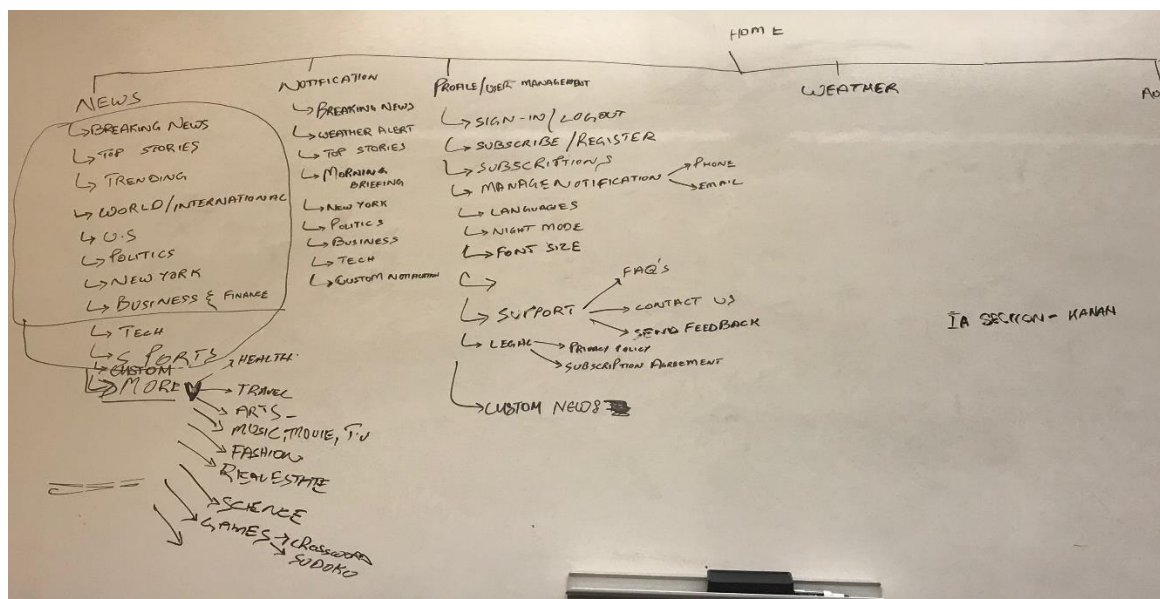 HOME
NEWS
BREAKING NEWS
TOP STORIES
TRENDING
WORLD/INTERNATIONAL
U.S
POLITICS
NEW YORK
BUSINESS & FINANCE
TECH
SPORTS
CUSTOM
MORE
HEALTH
TRAVEL
ARTS
MUSIC, MOVIE, T.V
FASHION
REAL ESTATE
SCIENCE
GAMES
CROSSWORD
SUDOKO
NOTIFICATION
BREAKING NEWS
WEATHER ALERT
TOP STORIES
MORNING
BRIEFING
NEW YORK
POLITICS
BUSINESS
TECH
CUSTOM NOTIFICATION
PROFILE/USER MANAGEMENT
SIGN-IN/LOGOUT
SUBSCRIBE/REGISTER
SUBSCRIPTIONS
MANAGE NOTIFICATION
PHONE
EMAIL
LANGUAGES
NIGHT MODE
FONT SIZE
SUPPORT
FAQ'S
CONTACT US
SEND FEEDBACK
LEGAL
PRIVACY POLICY
SUBSCRIPTION AGREEMENT
CUSTOM NEWS
WEATHER
IA SECTION - KANAN